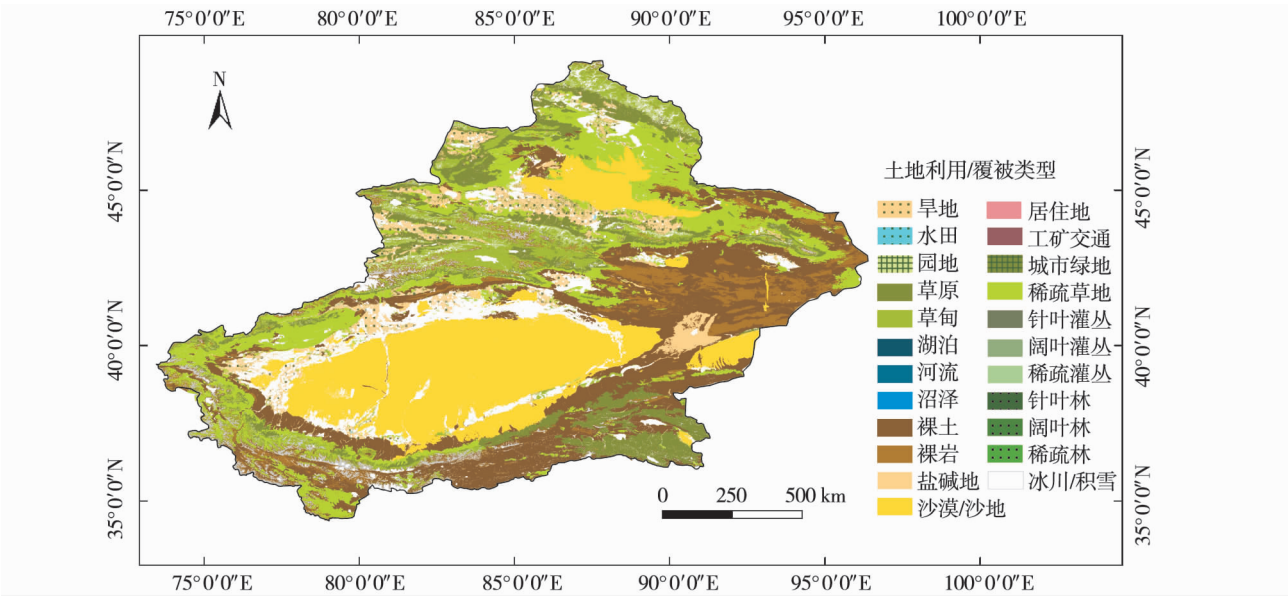 75°0′0″E 80°0′0″E 85°0′0″E 90°0′0″E 95°0′0″E 100°0′0″E
N
45°0′0″N
40°0′0″N
35°0′0″N
土地利用/覆被类型
旱地 居住地
水田 工矿交通
园地 城市绿地
草原 稀疏草地
草甸 针叶灌丛
湖泊 阔叶灌丛
河流 稀疏灌丛
沼泽 针叶林
裸土 阔叶林
裸岩 稀疏林
盐碱地 冰川/积雪
沙漠/沙地
0 250 500 km
45°0′0″N
40°0′0″N
35°0′0″N
75°0′0″E 80°0′0″E 85°0′0″E 90°0′0″E 95°0′0″E 100°0′0″E